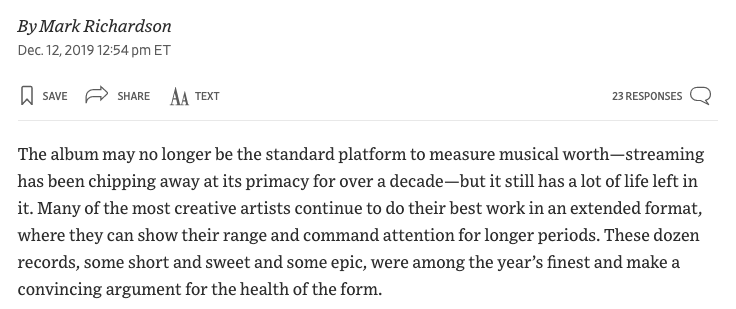 By Mark Richardson
Dec. 12, 2019 12:54 pm ET
SAVE SHARE AA TEXT 23 RESPONSES
The album may no longer be the standard platform to measure musical worth—streaming
has been chipping away at its primacy for over a decade—but it still has a lot of life left in
it. Many of the most creative artists continue to do their best work in an extended format,
where they can show their range and command attention for longer periods. These dozen
records, some short and sweet and some epic, were among the year’s finest and make a
convincing argument for the health of the form.